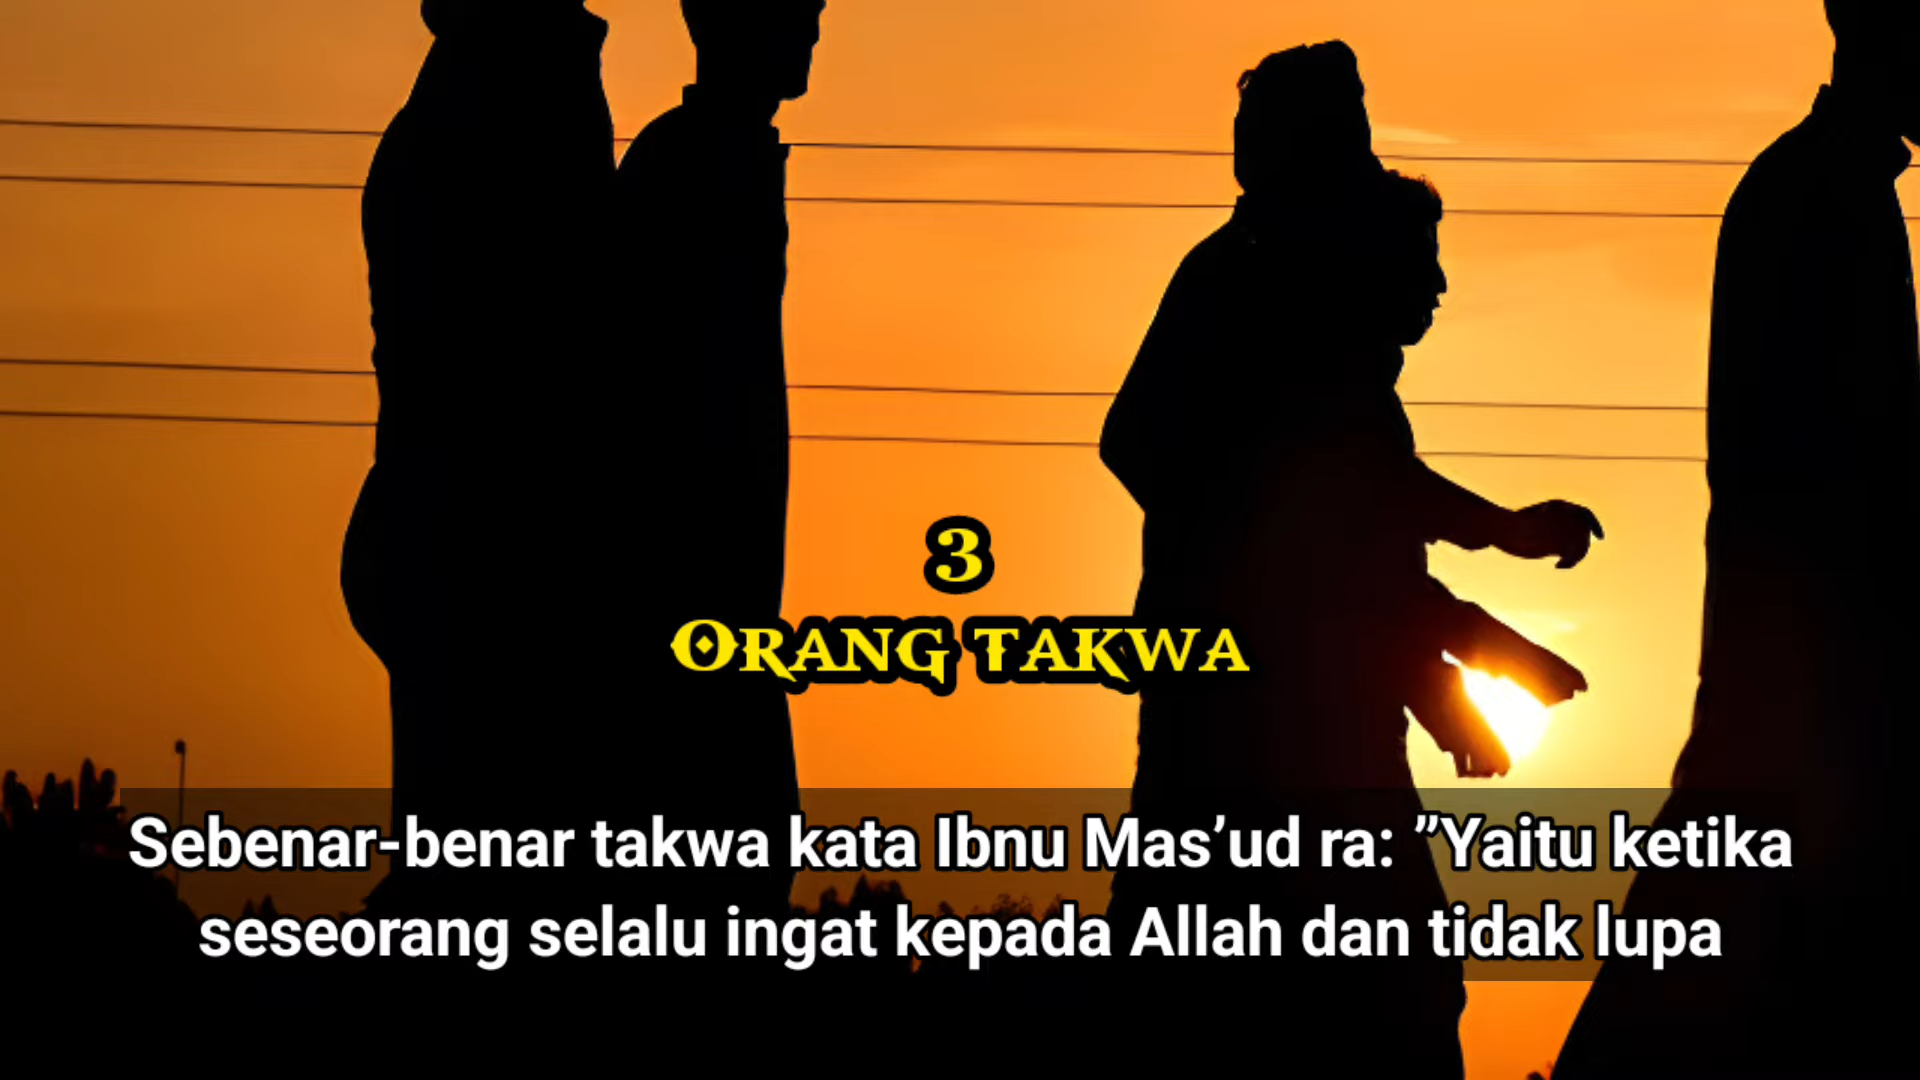 3
Orang takwa
Sebenar-benar takwa kata Ibnu Mas’ud ra: ”Yaitu ketika
seseorang selalu ingat kepada Allah dan tidak lupa